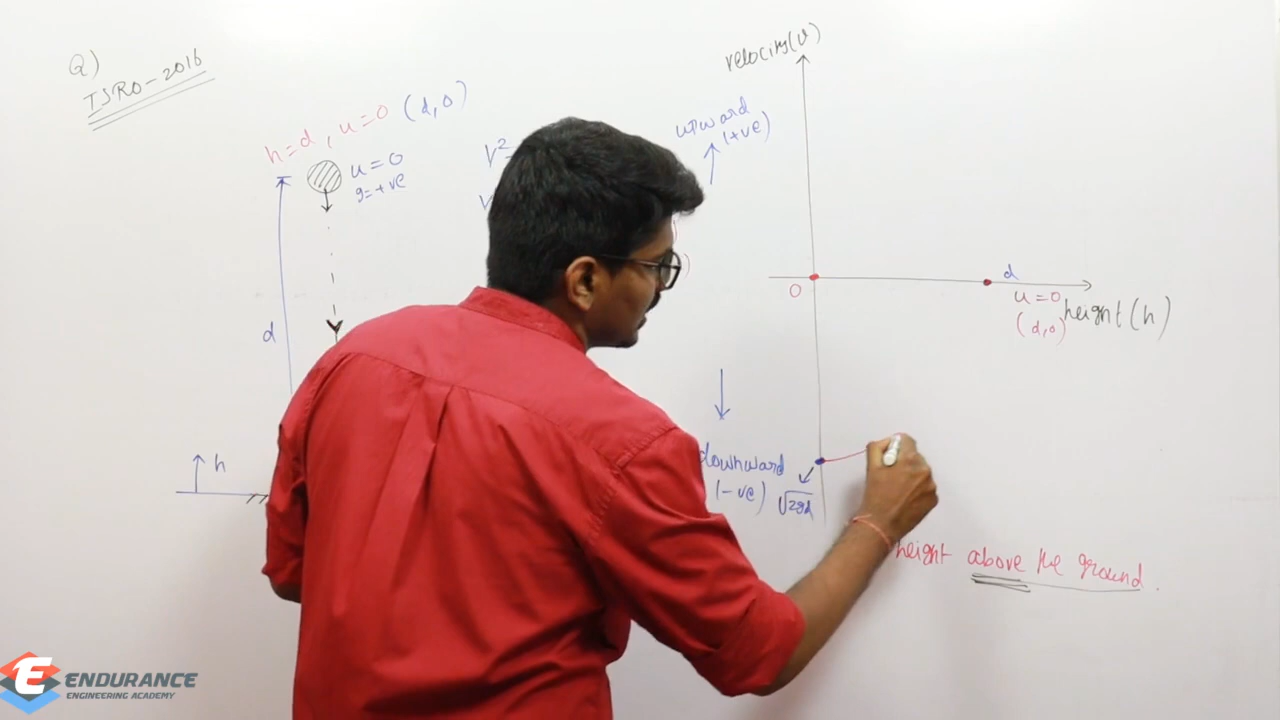 Q)
ISRO-2016
h=d, u=0 (d,0)
u=0
g=+ve
d
h
V²
V
velocity(v)
upward
(+ve)
0
d
u=0
(d,0)
height(h)
downward
(-ve)
√2gd
height above the ground.
E ENDURANCE
ENGINEERING ACADEMY